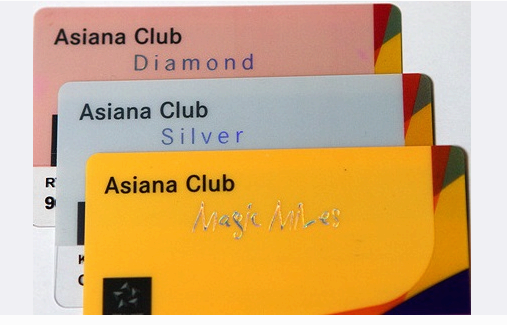 Asiana Club
Diamond
Asiana Club
Silver
Asiana Club
Magic Miles